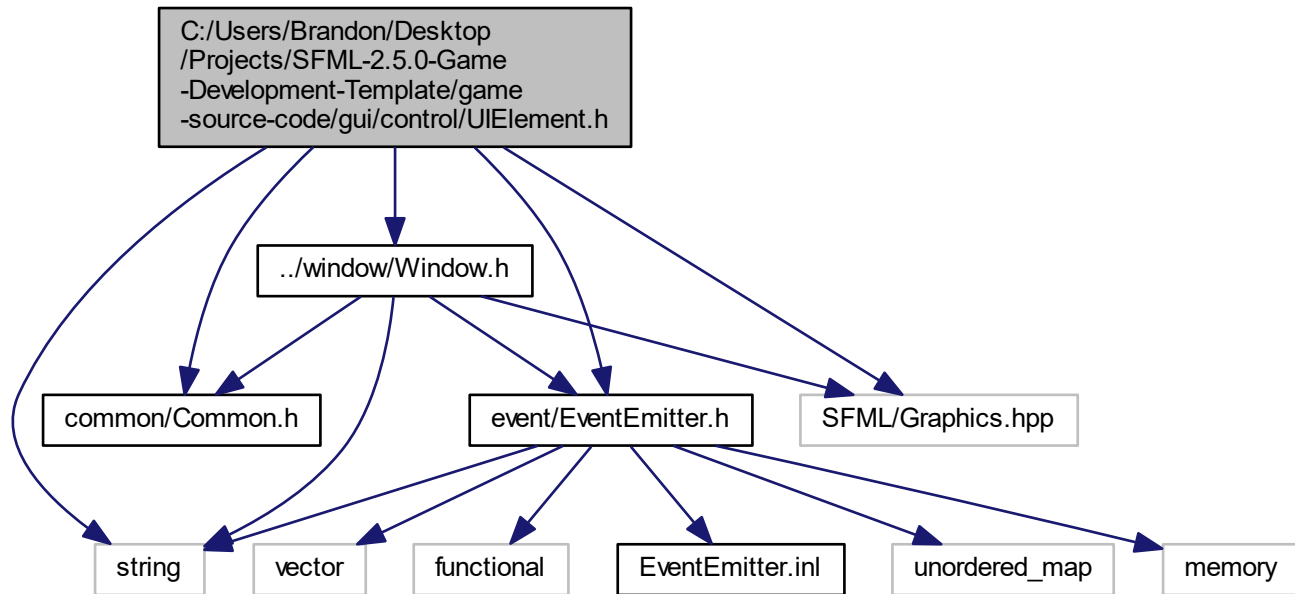 C:/Users/Brandon/Desktop
/Projects/SFML-2.5.0-Game
-Development-Template/game
-source-code/gui/control/UIElement.h
../window/Window.h
common/Common.h
event/EventEmitter.h
SFML/Graphics.hpp
string
vector
functional
EventEmitter.inl
unordered_map
memory